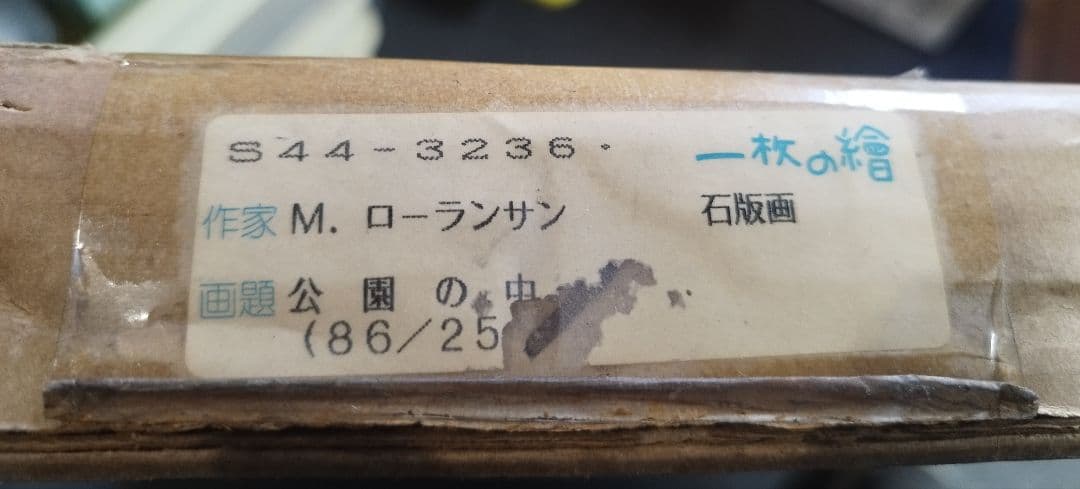 S44-3236.
一枚の繪
作家 M. ローランサン
石版画
画題 公園の中
(86/25